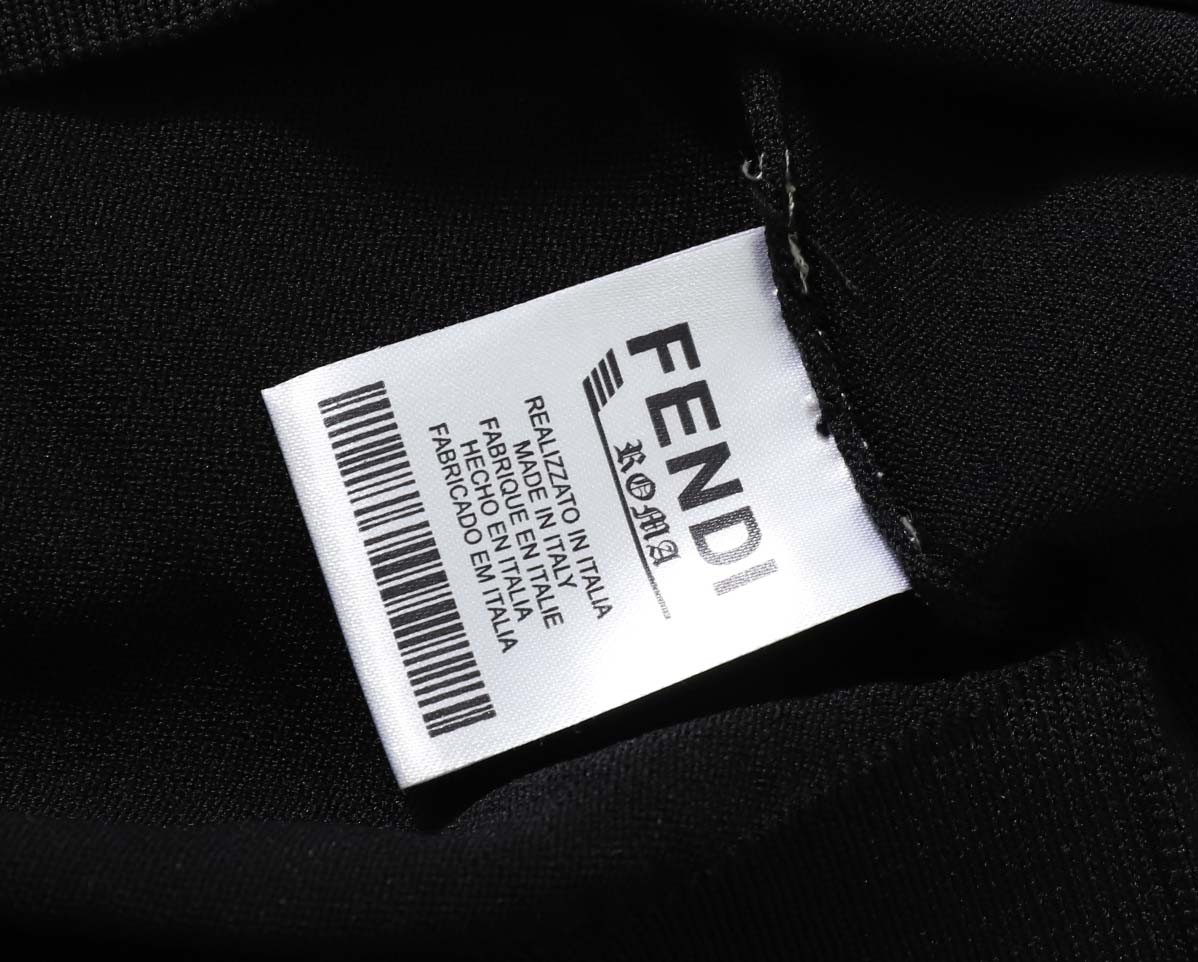 FENDI
ROMA
REALIZZATO IN ITALIA
MADE IN ITALY
FABRIQUE EN ITALIE
HECHO EN ITALIA
FABRICADO EM ITALIA